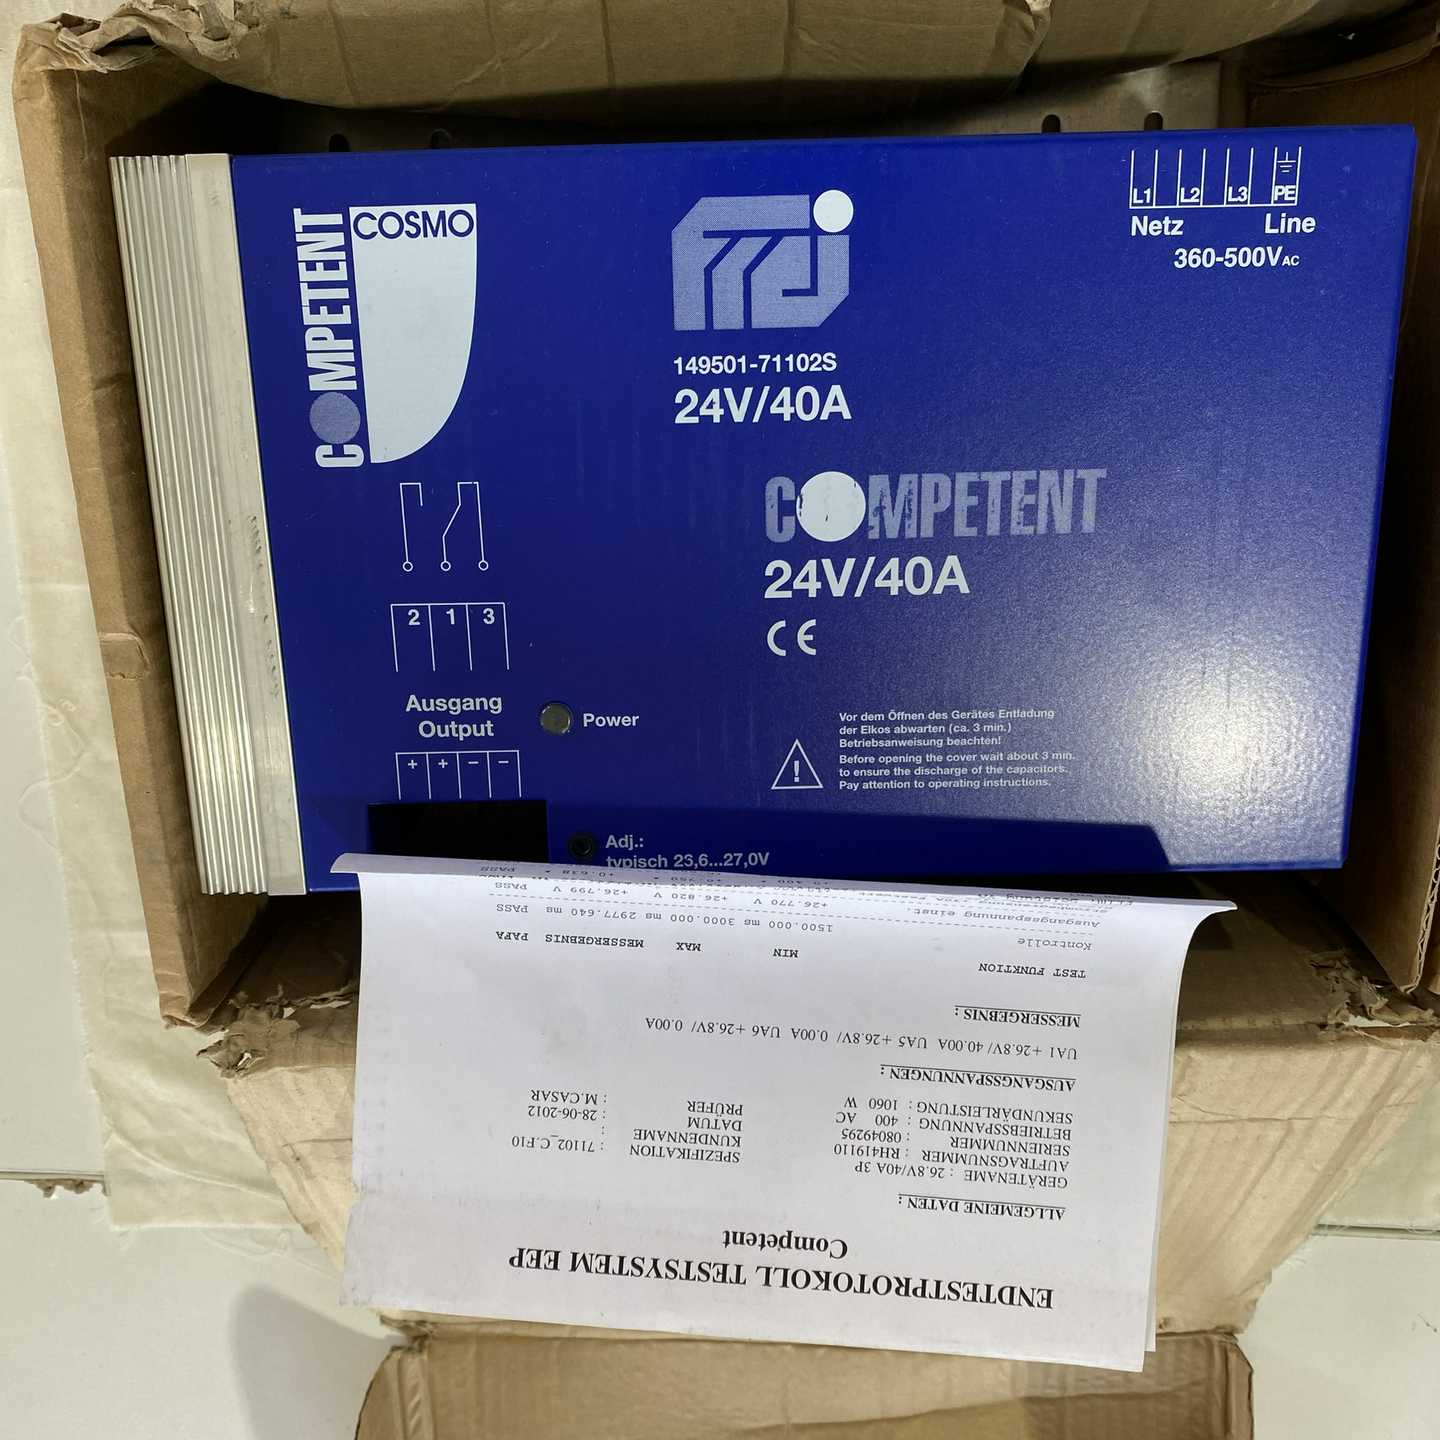 COMPETENT
COSMO
2 1 3
Ausgang
Output
+ + − −
Power
Adj.:
typisch 23,6...27,0V
149501-71102S
24V/40A
COMPETENT
24V/40A
CE
Vor dem Öffnen des Gerätes Entladung
der Elkos abwarten (ca. 3 min.)
Betriebsanweisung beachten!
Before opening the cover wait about 3 min.
to ensure the discharge of the capacitors.
Pay attention to operating instructions.
L1 L2 L3 PE
Netz Line
360-500VAC
ENDTESTPROTOKOLL TESTSYSTEM EEP
Competent
ALLGEMEINE DATEN :
GERÄTENAME : 26.8V/40A 3P
AUFTRAGSNUMMER : RH419110
SERIENNUMMER : 08049295
BETRIEBSSPANNUNG : 400 AC
SEKUNDÄRLEISTUNG : 1060 W
SPEZIFIKATION : 71102_C.F10
KUNDENNAME :
DATUM : 28-06-2012
PRÜFER : M.CASAR
AUSGANGSSPANNUNGEN :
UA1 +26.8V/ 40.00A UA5 +26.8V/ 0.00A UA6 +26.8V/ 0.00A
MESSERGEBNIS :
TEST FUNKTION MIN MAX MESSERGEBNIS PAPA
Kontrolle 1500.000 ms 3000.000 ms 2977.640 ms PASS
Ausgangsspannung einst +26.770 V +26.820 V +26.799 V PASS